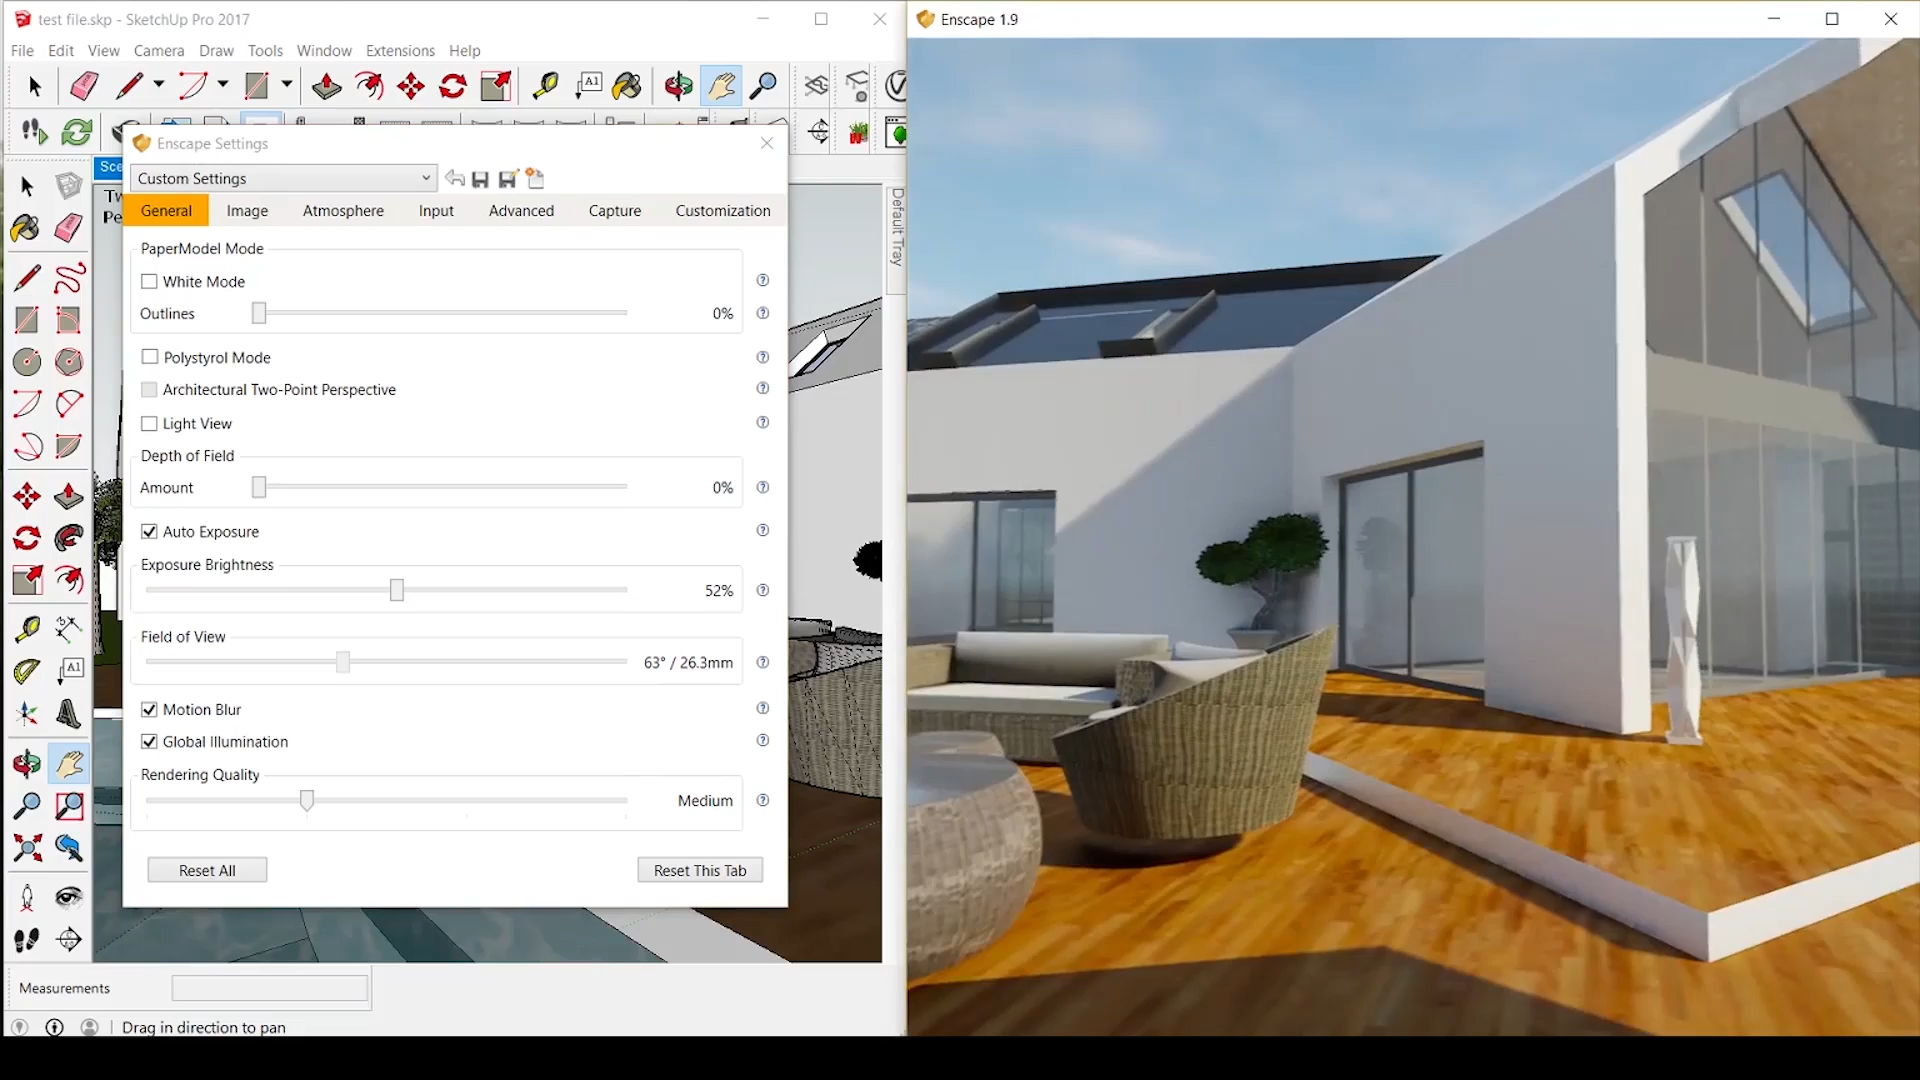 test file.skp - SketchUp Pro 2017
Enscape 1.9
File Edit View Camera Draw Tools Window Extensions Help
A1
Enscape Settings
Custom Settings
General Image Atmosphere Input Advanced Capture Customization
PaperModel Mode
White Mode
Outlines 0%
Polystyrol Mode
Architectural Two-Point Perspective
Light View
Depth of Field
Amount 0%
Auto Exposure
Exposure Brightness
52%
Field of View
63° / 26.3mm
Motion Blur
Global Illumination
Rendering Quality
Medium
Reset All Reset This Tab
Default Tray
A1
Measurements
Drag in direction to pan